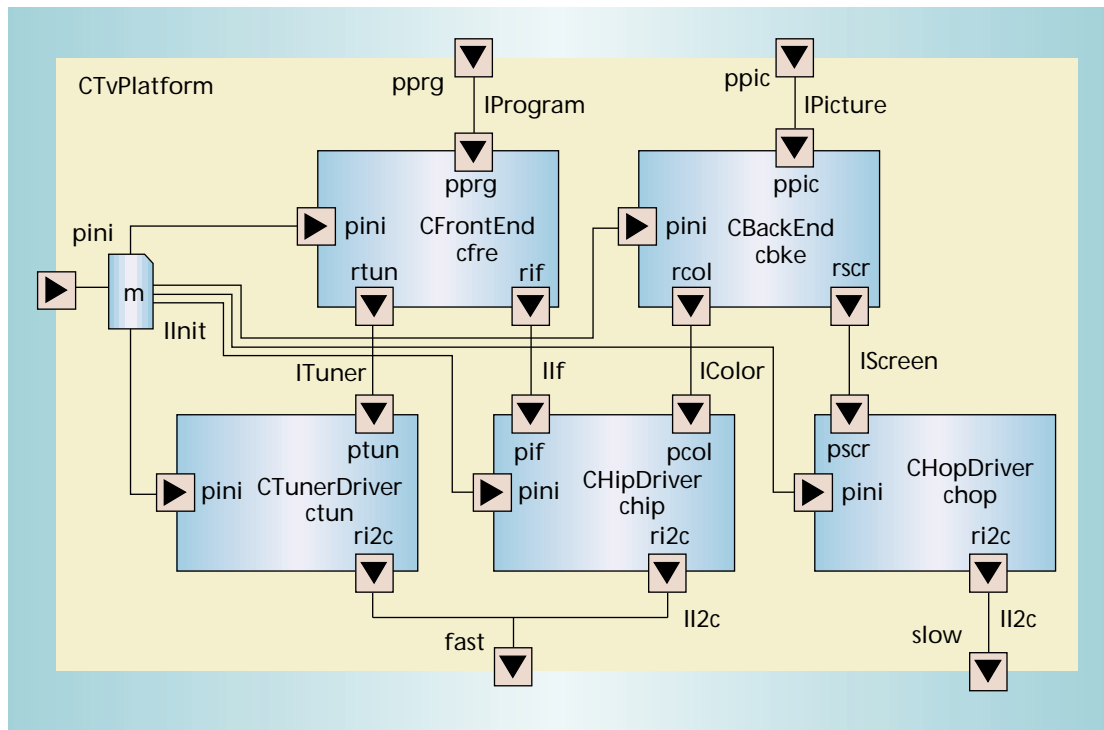 CTvPlatform
pprg
IProgram
ppic
IPicture
pprg
ppic
pini
CFrontEnd
cfre
pini
CBackEnd
cbke
rtun
rif
rcol
rscr
pini
m
IInit
ITuner
IIf
IColor
IScreen
ptun
pif
pcol
pscr
pini
CTunerDriver
ctun
pini
CHipDriver
chip
pini
CHopDriver
chop
ri2c
ri2c
ri2c
fast
II2c
slow
II2c